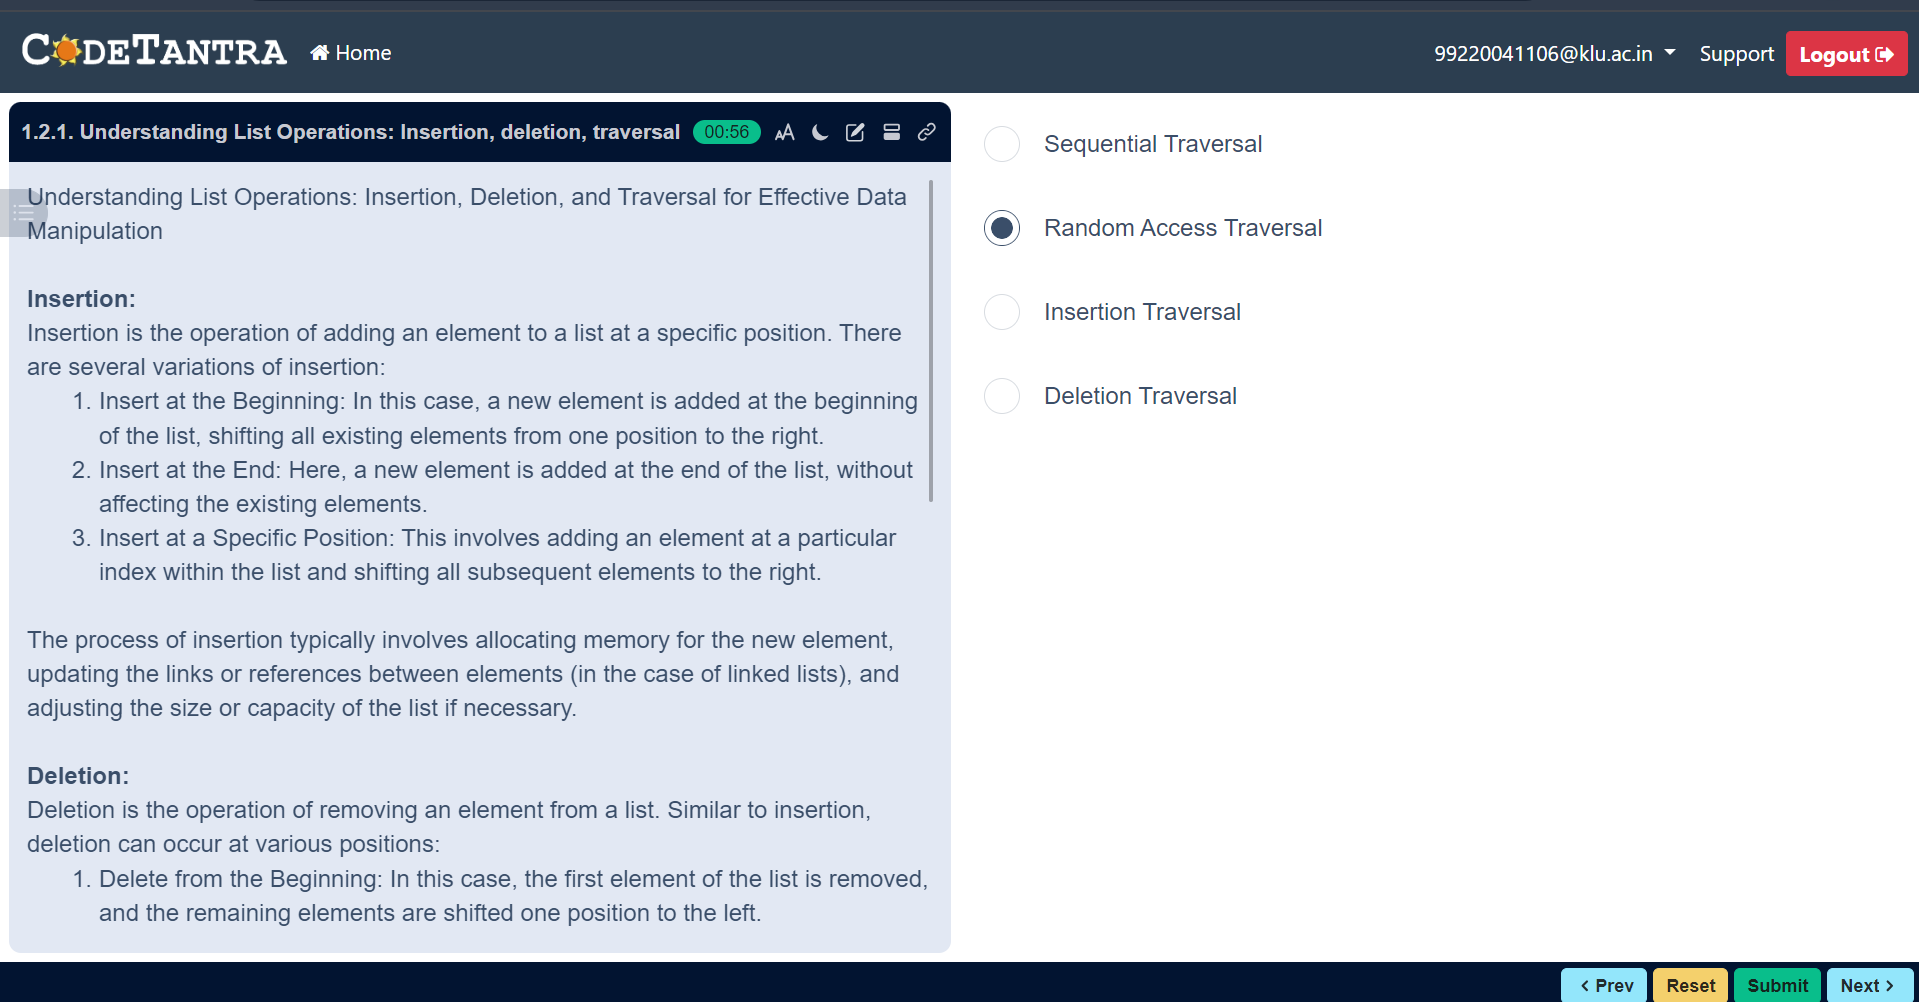 CODETANTRA Home 99220041106@klu.ac.in Support Logout
1.2.1. Understanding List Operations: Insertion, deletion, traversal 00:56
Understanding List Operations: Insertion, Deletion, and Traversal for Effective Data
Manipulation
Insertion:
Insertion is the operation of adding an element to a list at a specific position. There
are several variations of insertion:
1. Insert at the Beginning: In this case, a new element is added at the beginning
of the list, shifting all existing elements from one position to the right.
2. Insert at the End: Here, a new element is added at the end of the list, without
affecting the existing elements.
3. Insert at a Specific Position: This involves adding an element at a particular
index within the list and shifting all subsequent elements to the right.
The process of insertion typically involves allocating memory for the new element,
updating the links or references between elements (in the case of linked lists), and
adjusting the size or capacity of the list if necessary.
Deletion:
Deletion is the operation of removing an element from a list. Similar to insertion,
deletion can occur at various positions:
1. Delete from the Beginning: In this case, the first element of the list is removed,
and the remaining elements are shifted one position to the left.
Sequential Traversal
Random Access Traversal
Insertion Traversal
Deletion Traversal
< Prev Reset Submit Next >